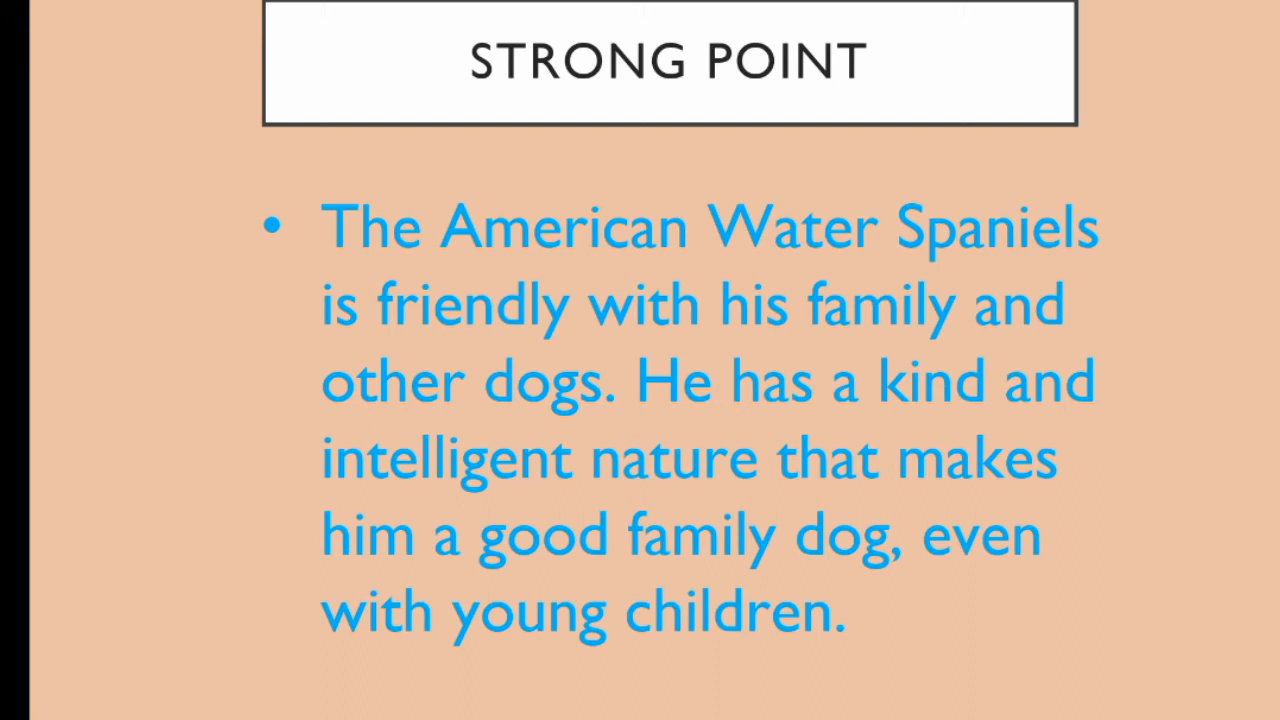 STRONG POINT
• The American Water Spaniels
is friendly with his family and
other dogs. He has a kind and
intelligent nature that makes
him a good family dog, even
with young children.